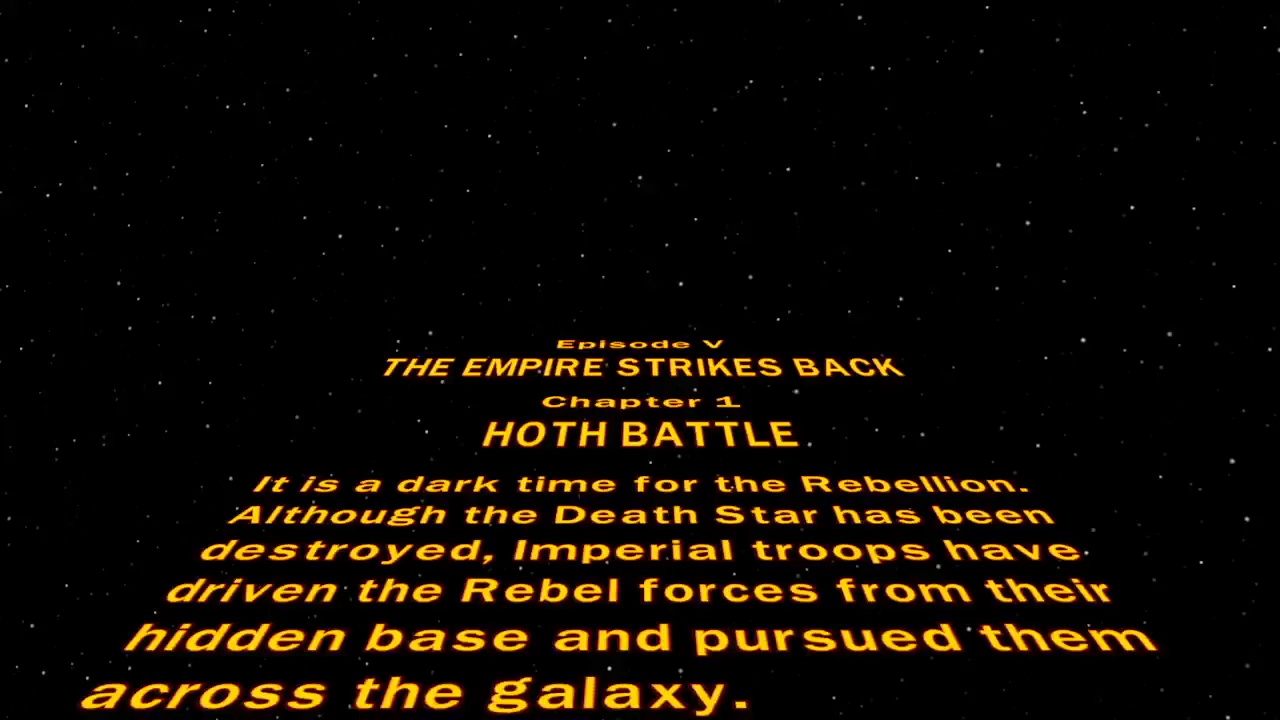 Episode V
THE EMPIRE STRIKES BACK
Chapter 1
HOTH BATTLE
It is a dark time for the Rebellion.
Although the Death Star has been
destroyed, Imperial troops have
driven the Rebel forces from their
hidden base and pursued them
across the galaxy.